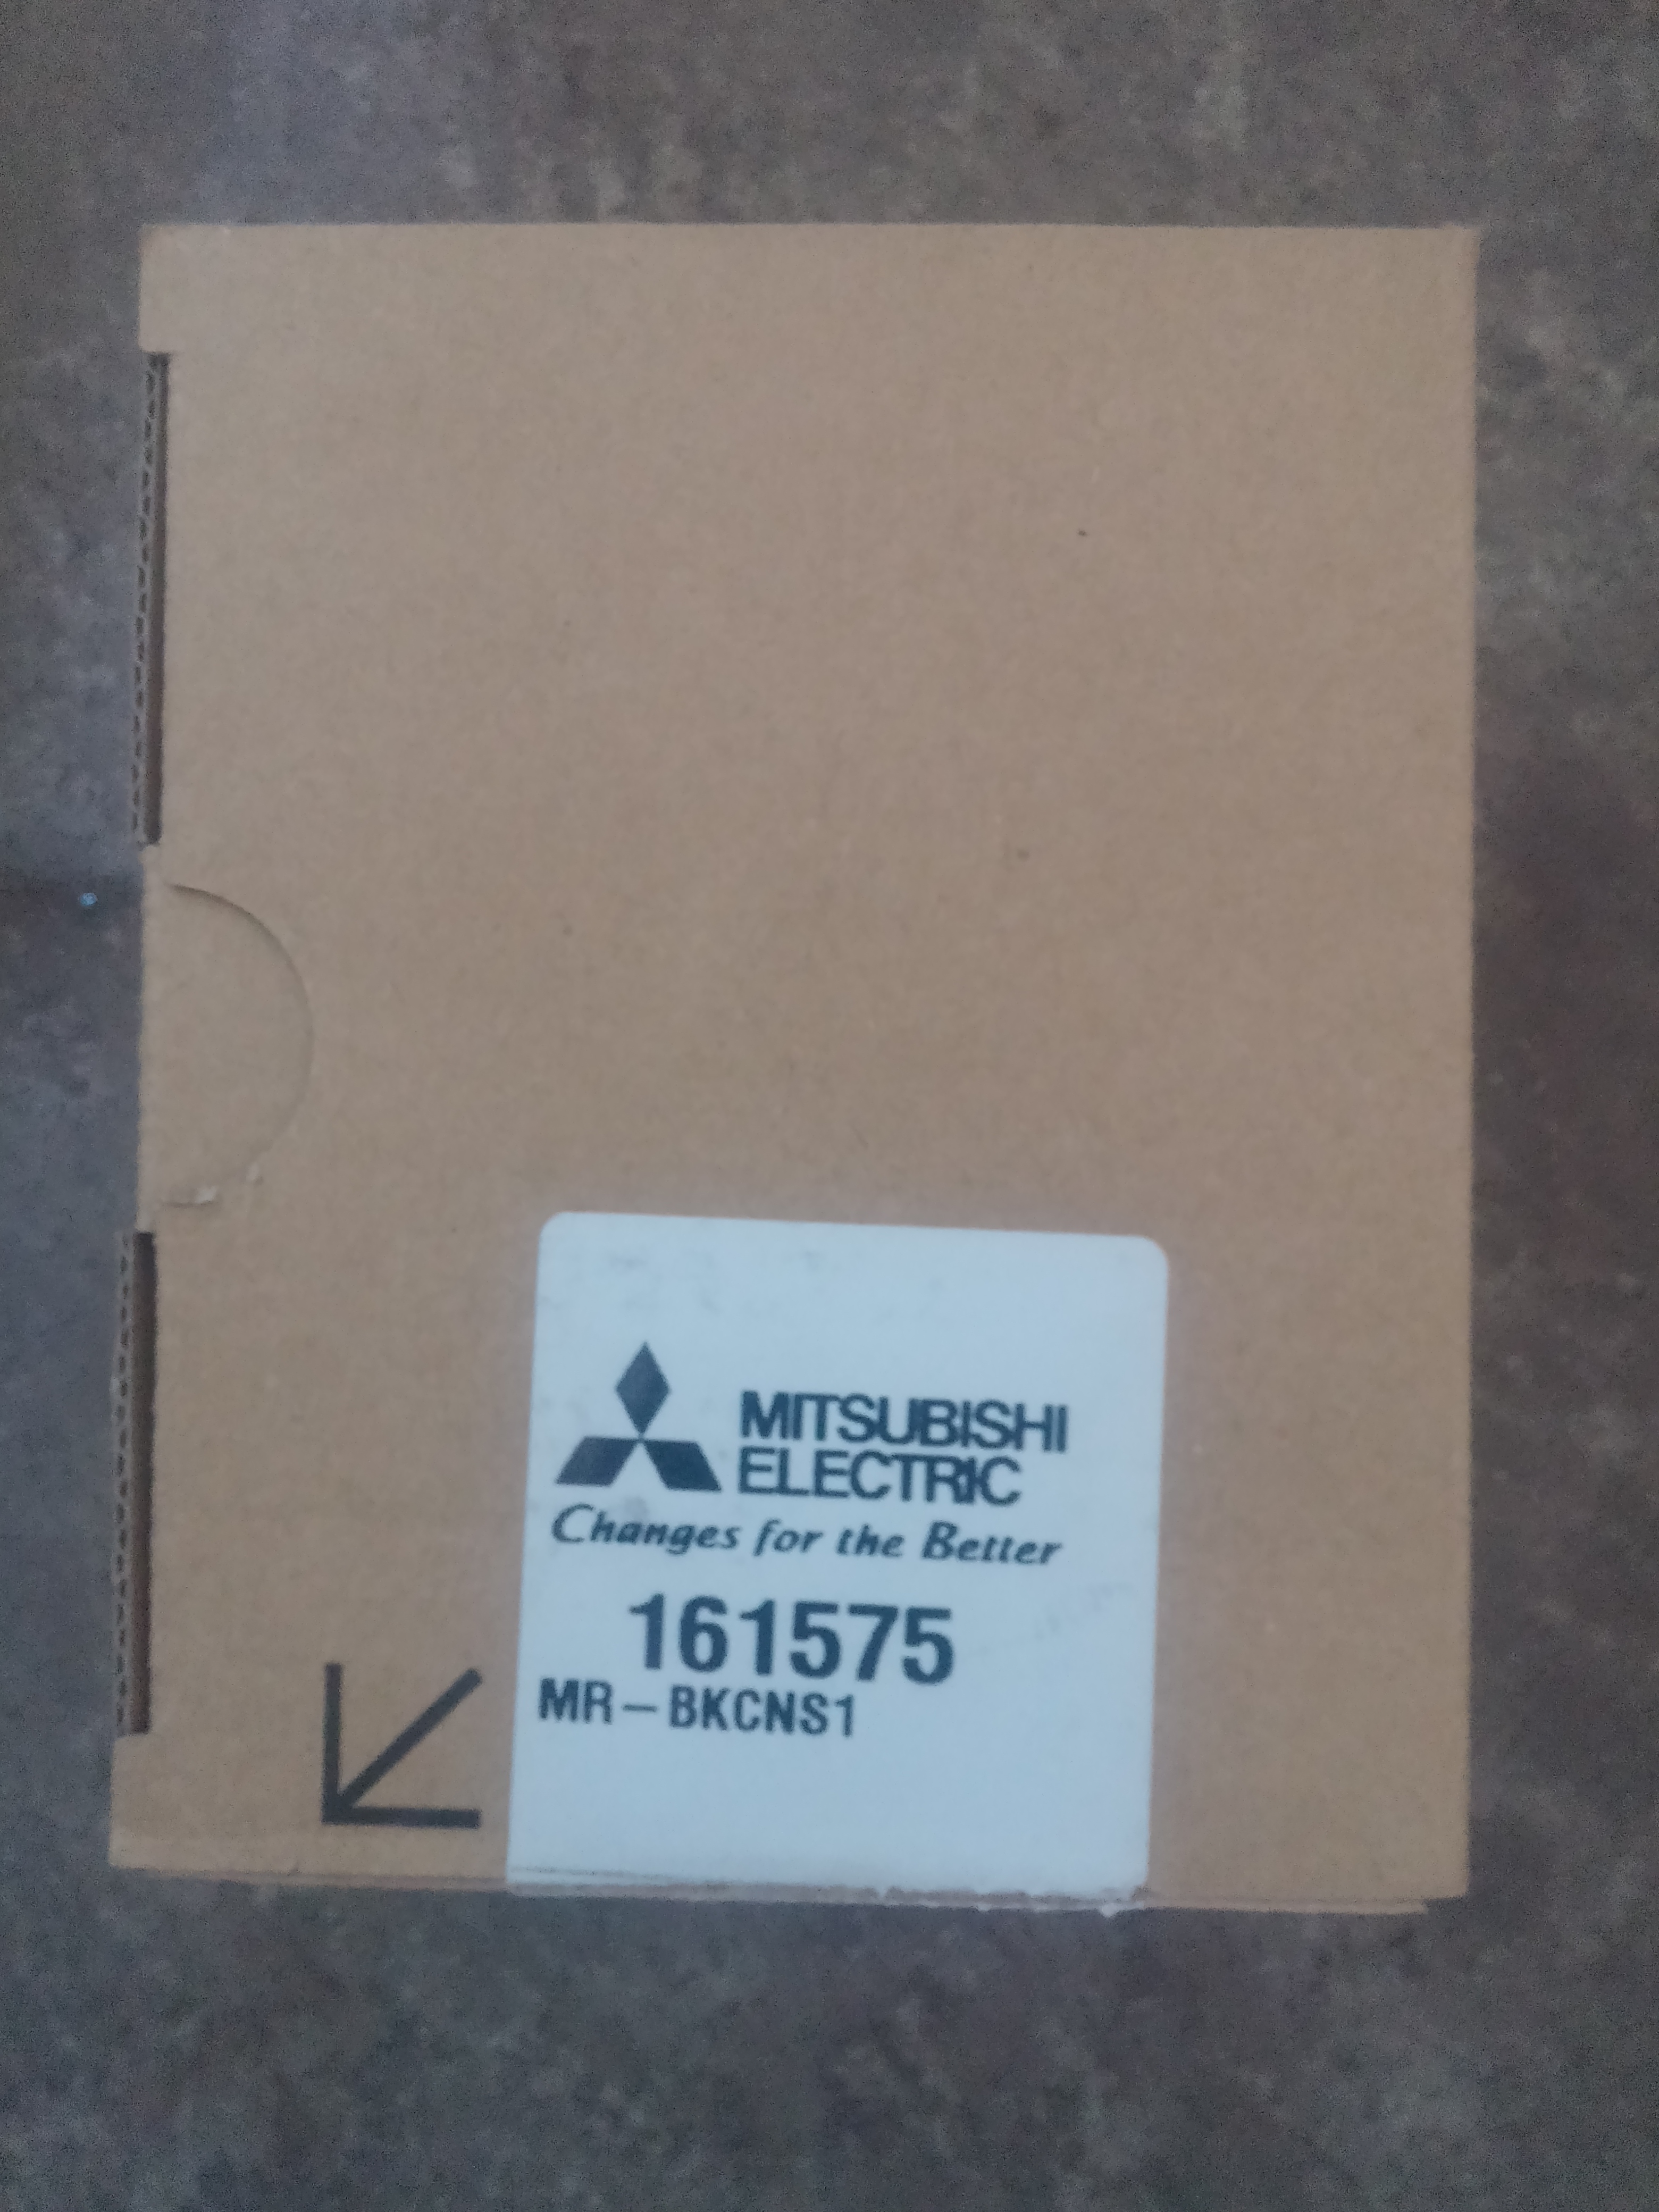 MITSUBISHI
ELECTRIC
Changes for the Better
161575
MR-BKCNS1